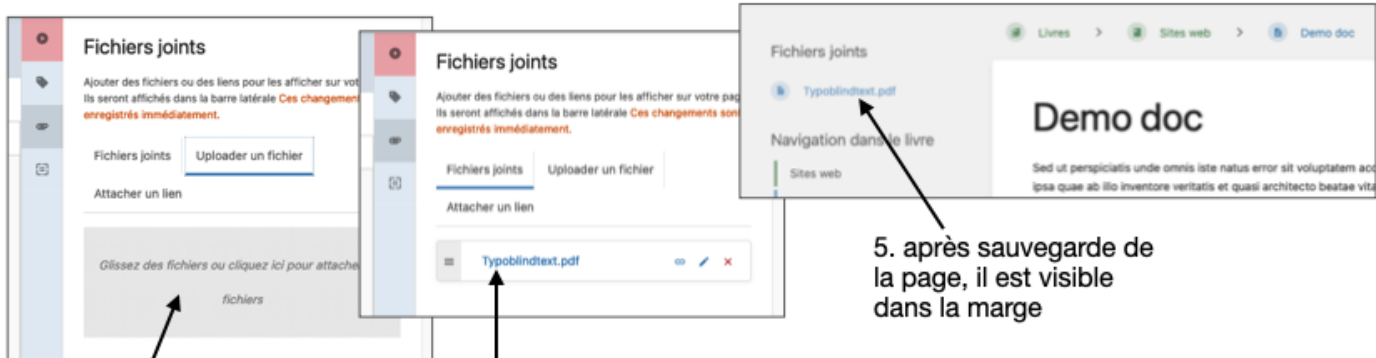 Fichiers joints
Ajouter des fichiers ou des liens pour les afficher sur vot
Ils seront affichés dans la barre latérale Ces changement
enregistrés immédiatement.
Fichiers joints
Uploader un fichier
Attacher un lien
Glissez des fichiers ou cliquez ici pour attache
fichiers
Fichiers joints
Ajouter des fichiers ou des liens pour les afficher sur votre pag
Ils seront affichés dans la barre latérale Ces changements son
enregistrés immédiatement.
Fichiers joints
Uploader un fichier
Attacher un lien
Typoblindtext.pdf
Livres > Sites web > Demo doc
Fichiers joints
Typoblindtext.pdf
Navigation dans le livre
Sites web
Demo doc
Sed ut perspiciatis unde omnis iste natus error sit voluptatem acc
ipsa quae ab illo inventore veritatis et quasi architecto beatae vita
5. après sauvegarde de
la page, il est visible
dans la marge